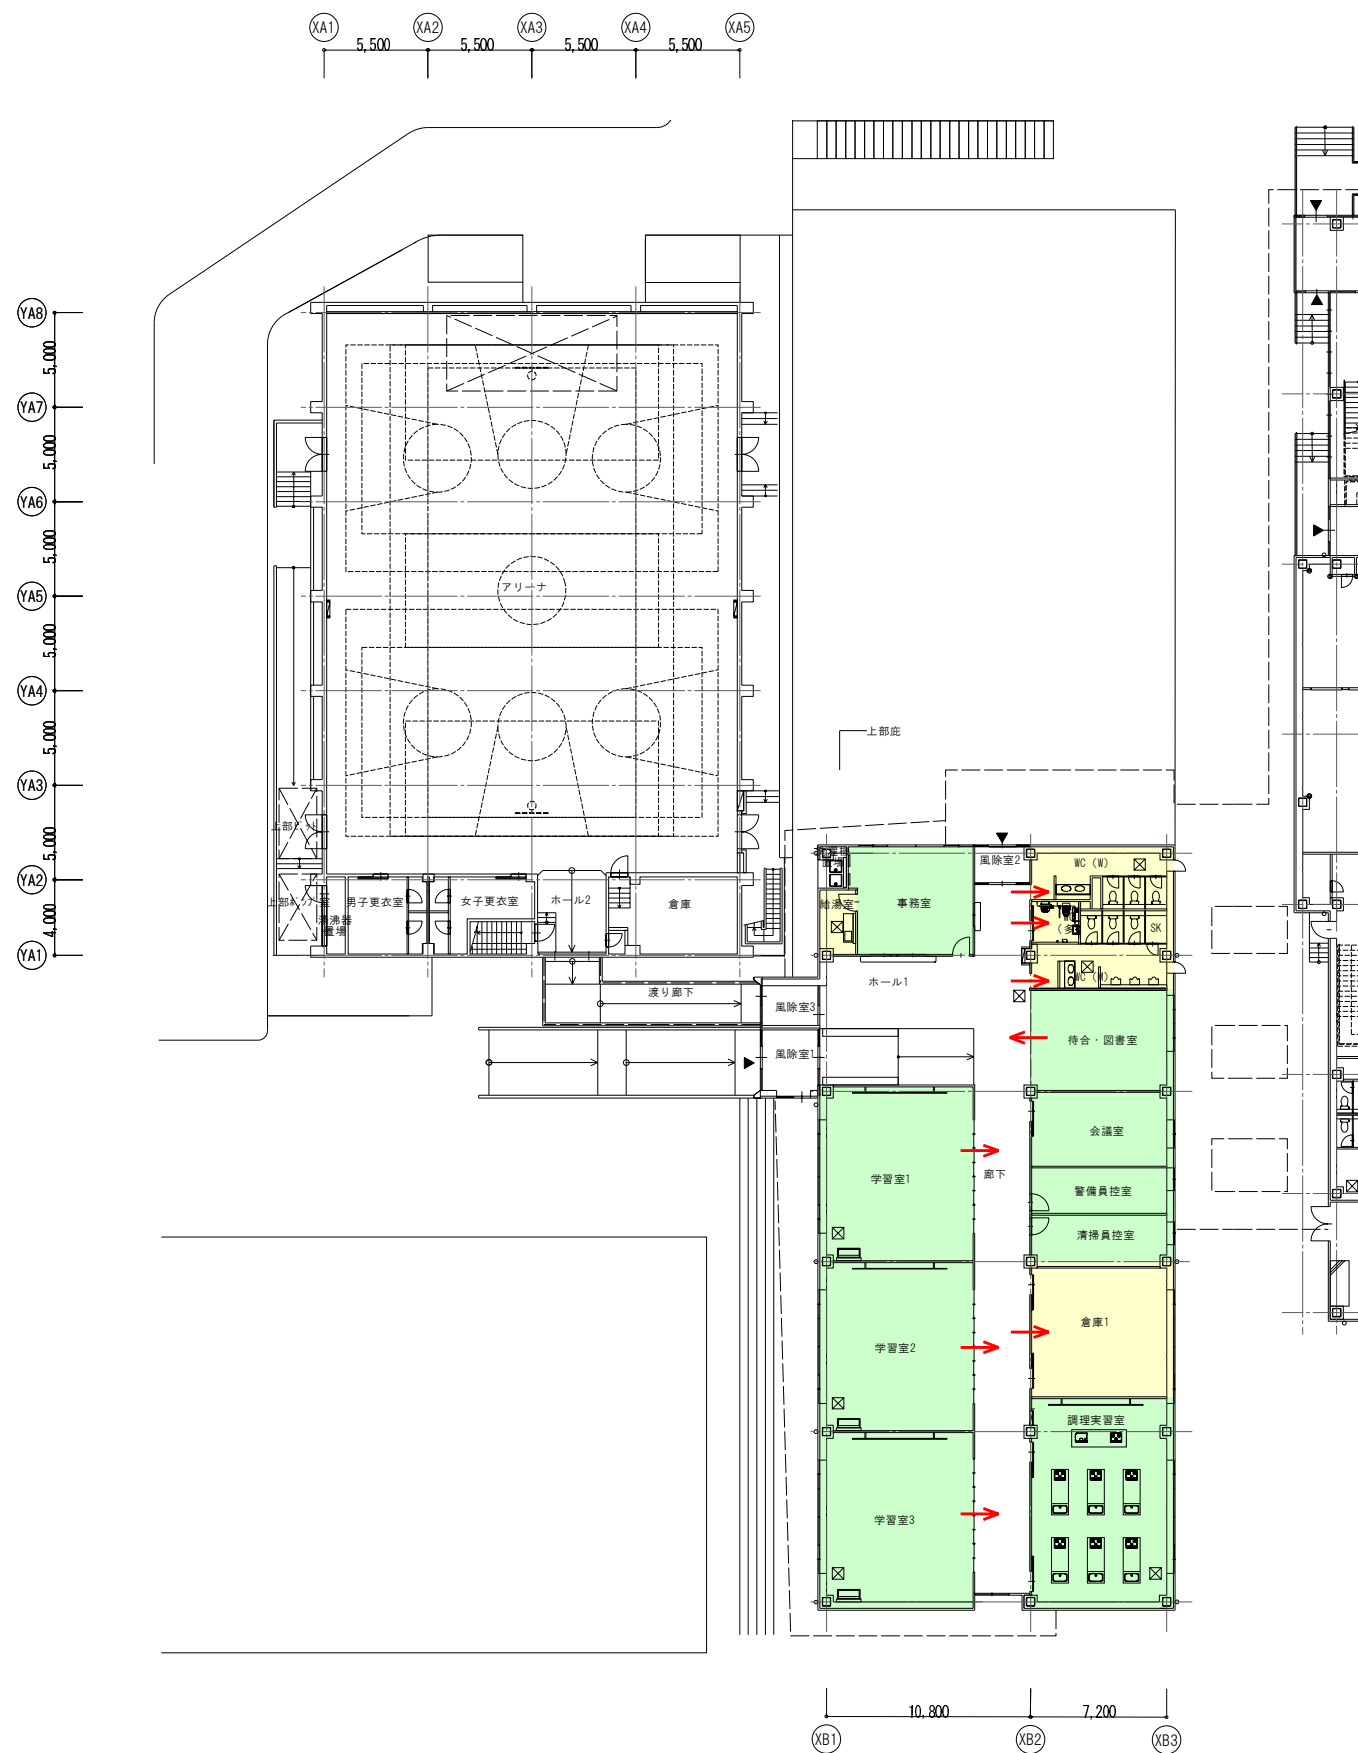 XA1 XA2 XA3 XA4 XA5
5,500 5,500 5,500 5,500
YA8
5,000
YA7
5,000
YA6
5,000
YA5
アリーナ
5,000
YA4
5,000
上部庇
YA3
5,000
YA2
4,000
YA1
男子更衣室
女子更衣室
ホール2
倉庫
湯沸器
置場
渡り廊下
風除室3
風除室1
風除室2
WC (W)
給湯室
事務室
SK
WC (M)
ホール1
待合・図書室
会議室
学習室1
廊下
警備員控室
清掃員控室
倉庫1
学習室2
調理実習室
学習室3
10,800 7,200
XB1 XB2 XB3